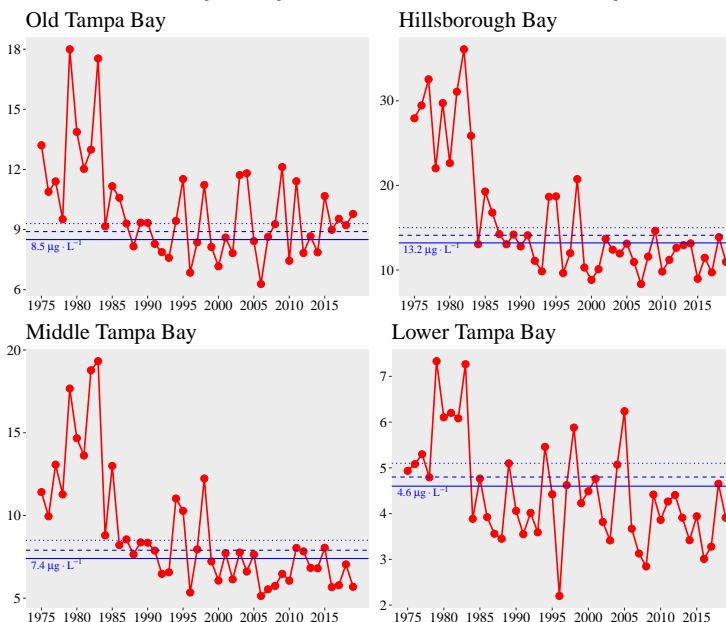 Old Tampa Bay
18
15
12
9
6
8.5 µg · L⁻¹
1975 1980 1985 1990 1995 2000 2005 2010 2015
Hillsborough Bay
30
20
10
13.2 µg · L⁻¹
1975 1980 1985 1990 1995 2000 2005 2010 2015
Middle Tampa Bay
20
15
10
5
7.4 µg · L⁻¹
1975 1980 1985 1990 1995 2000 2005 2010 2015
Lower Tampa Bay
7
6
5
4
3
2
4.6 µg · L⁻¹
1975 1980 1985 1990 1995 2000 2005 2010 2015